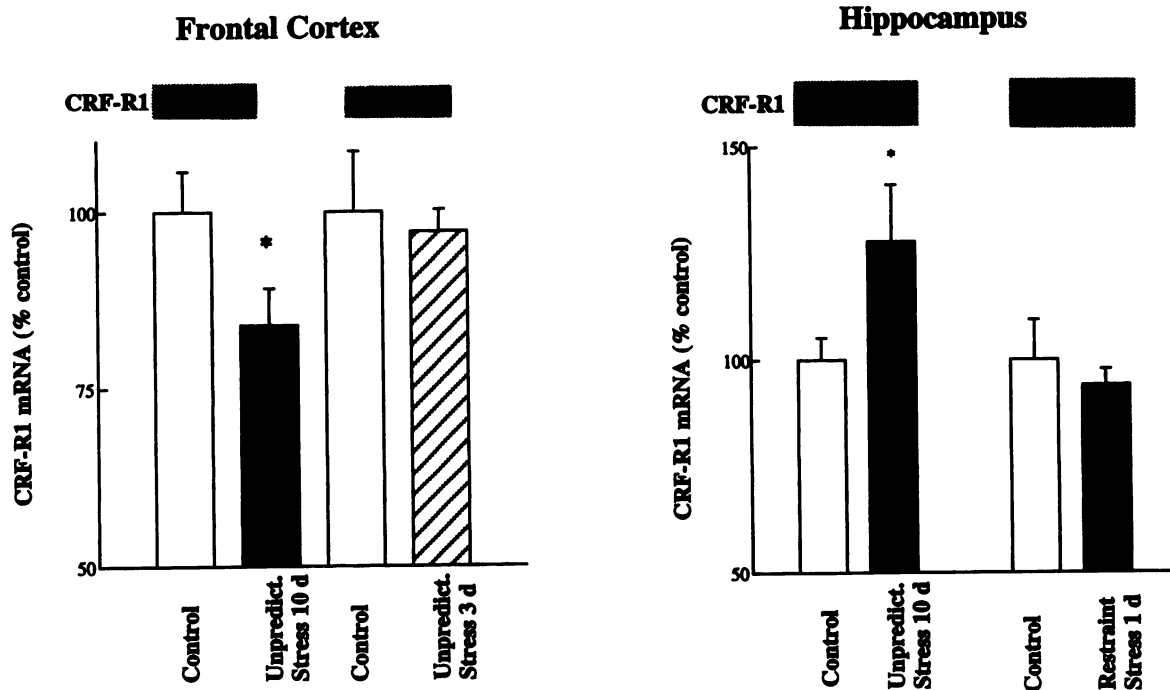 Frontal Cortex
CRF-R1
CRF-R1 mRNA (% control)
100
75
50
*
Control
Unpredict.
Stress 10 d
Control
Unpredict.
Stress 3 d
Hippocampus
CRF-R1
CRF-R1 mRNA (% control)
150
100
50
*
Control
Unpredict.
Stress 10 d
Control
Restraint
Stress 1 d